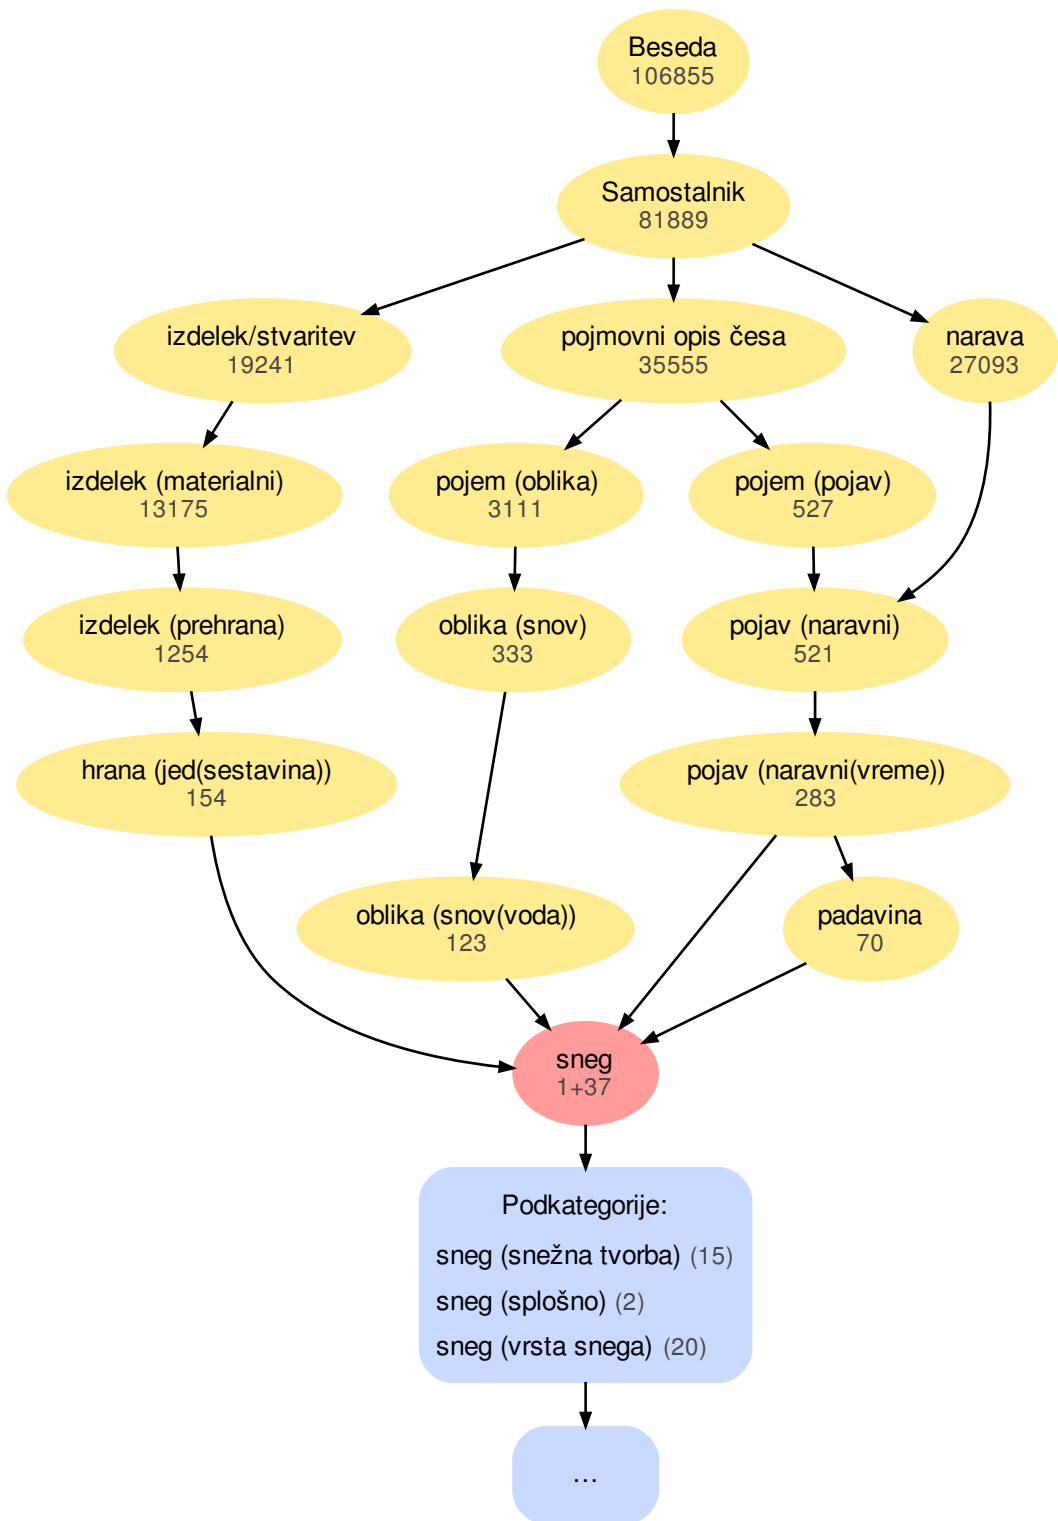 Beseda
106855
Samostalnik
81889
izdelek/stvaritev
19241
pojmovni opis česa
35555
narava
27093
izdelek (materialni)
13175
pojem (oblika)
3111
pojem (pojav)
527
izdelek (prehrana)
1254
oblika (snov)
333
pojav (naravni)
521
hrana (jed(sestavina))
154
pojav (naravni(vreme))
283
oblika (snov(voda))
123
padavina
70
sneg
1+37
Podkategorije:
sneg (snežna tvorba) (15)
sneg (splošno) (2)
sneg (vrsta snega) (20)
...